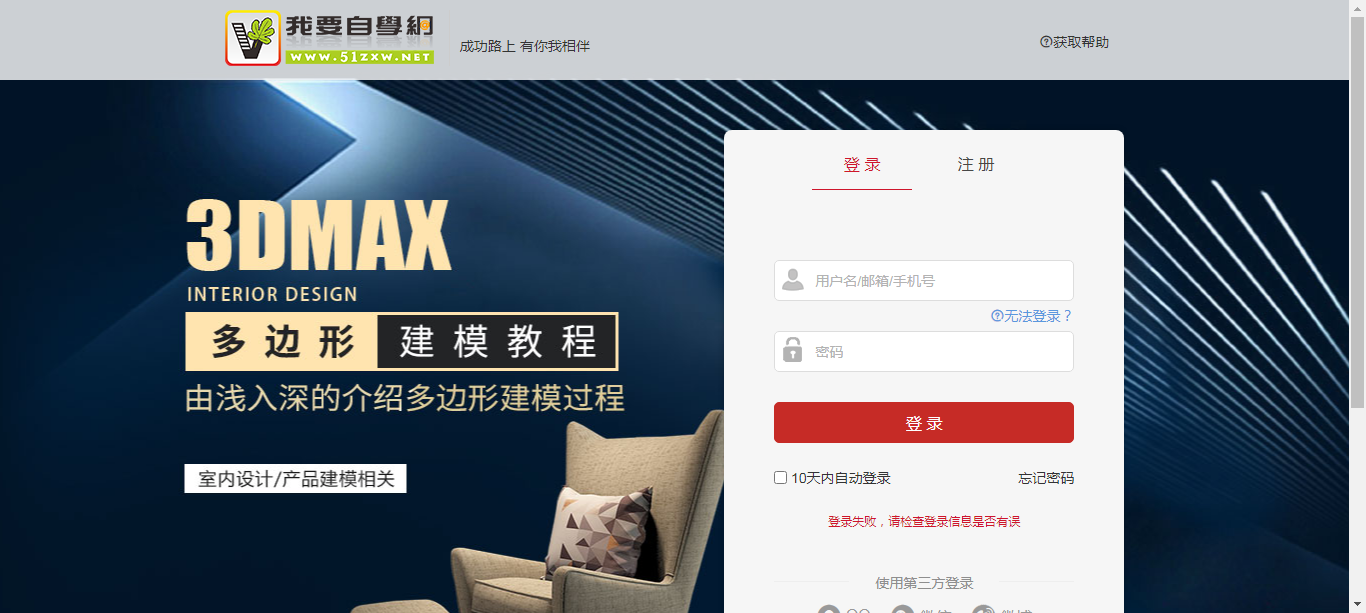 我要自學網
WWW.51ZXW.NET
成功路上 有你我相伴
获取帮助
登 录
注 册
3DMAX
INTERIOR DESIGN
多边形 建模教程
由浅入深的介绍多边形建模过程
室内设计/产品建模相关
用户名/邮箱/手机号
无法登录？
密码
登 录
10天内自动登录
忘记密码
登录失败，请检查登录信息是否有误
使用第三方登录
QQ 微信 微博